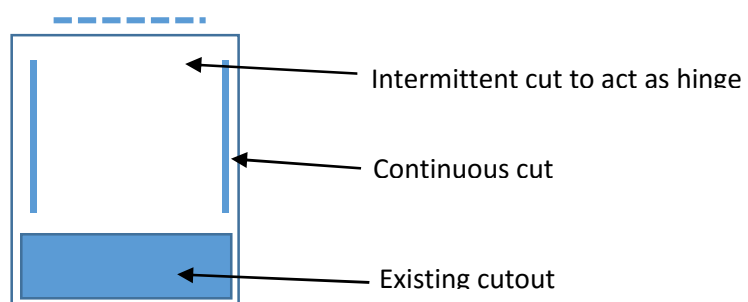 Intermittent cut to act as hinge
Continuous cut
Existing cutout